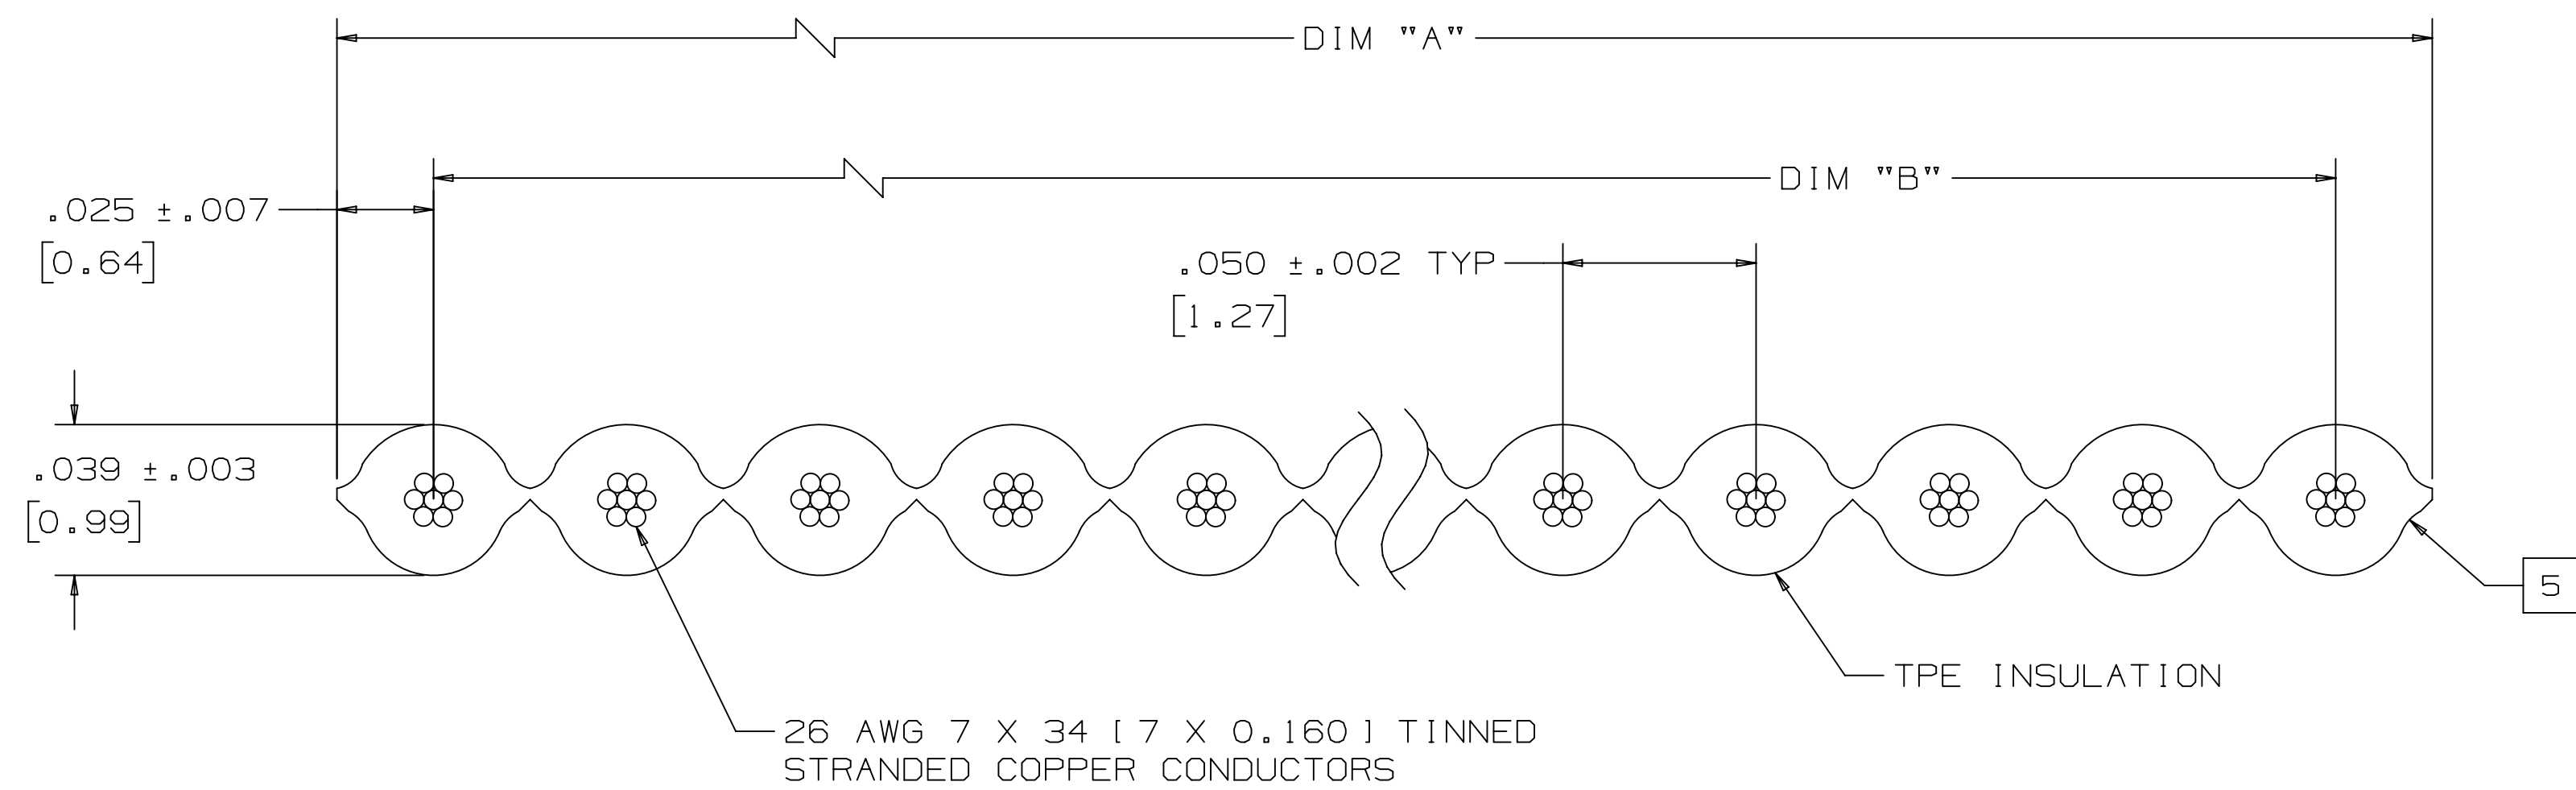 DIM "A"
DIM "B"
.025 ±.007
[0.64]
.050 ±.002 TYP
[1.27]
.039 ±.003
[0.99]
5
TPE INSULATION
26 AWG 7 X 34 [7 X 0.160] TINNED
STRANDED COPPER CONDUCTORS